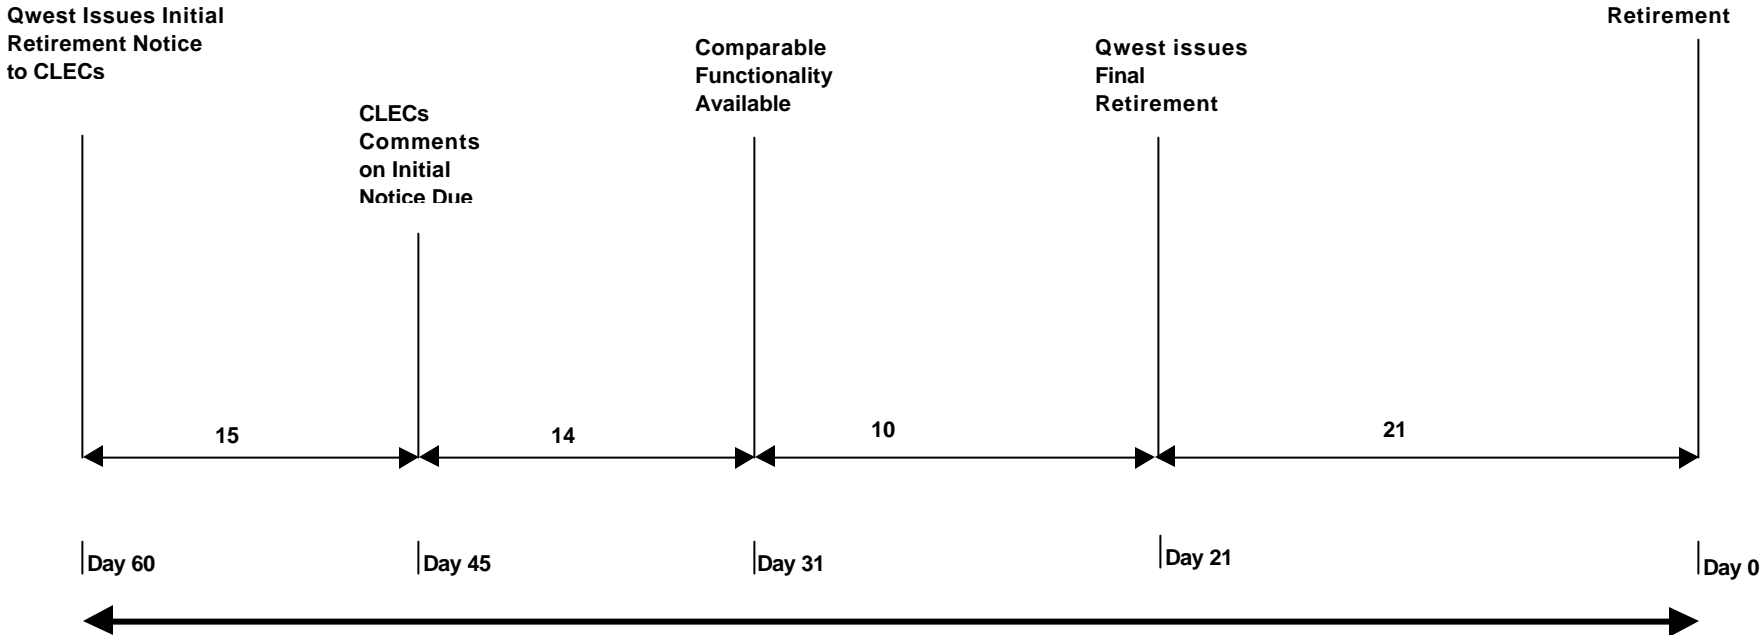 Qwest Issues Initial
Retirement Notice
to CLECs
CLECs
Comments
on Initial
Notice Due
Comparable
Functionality
Available
Qwest issues
Final
Retirement
Retirement
15
14
10
21
Day 60
Day 45
Day 31
Day 21
Day 0